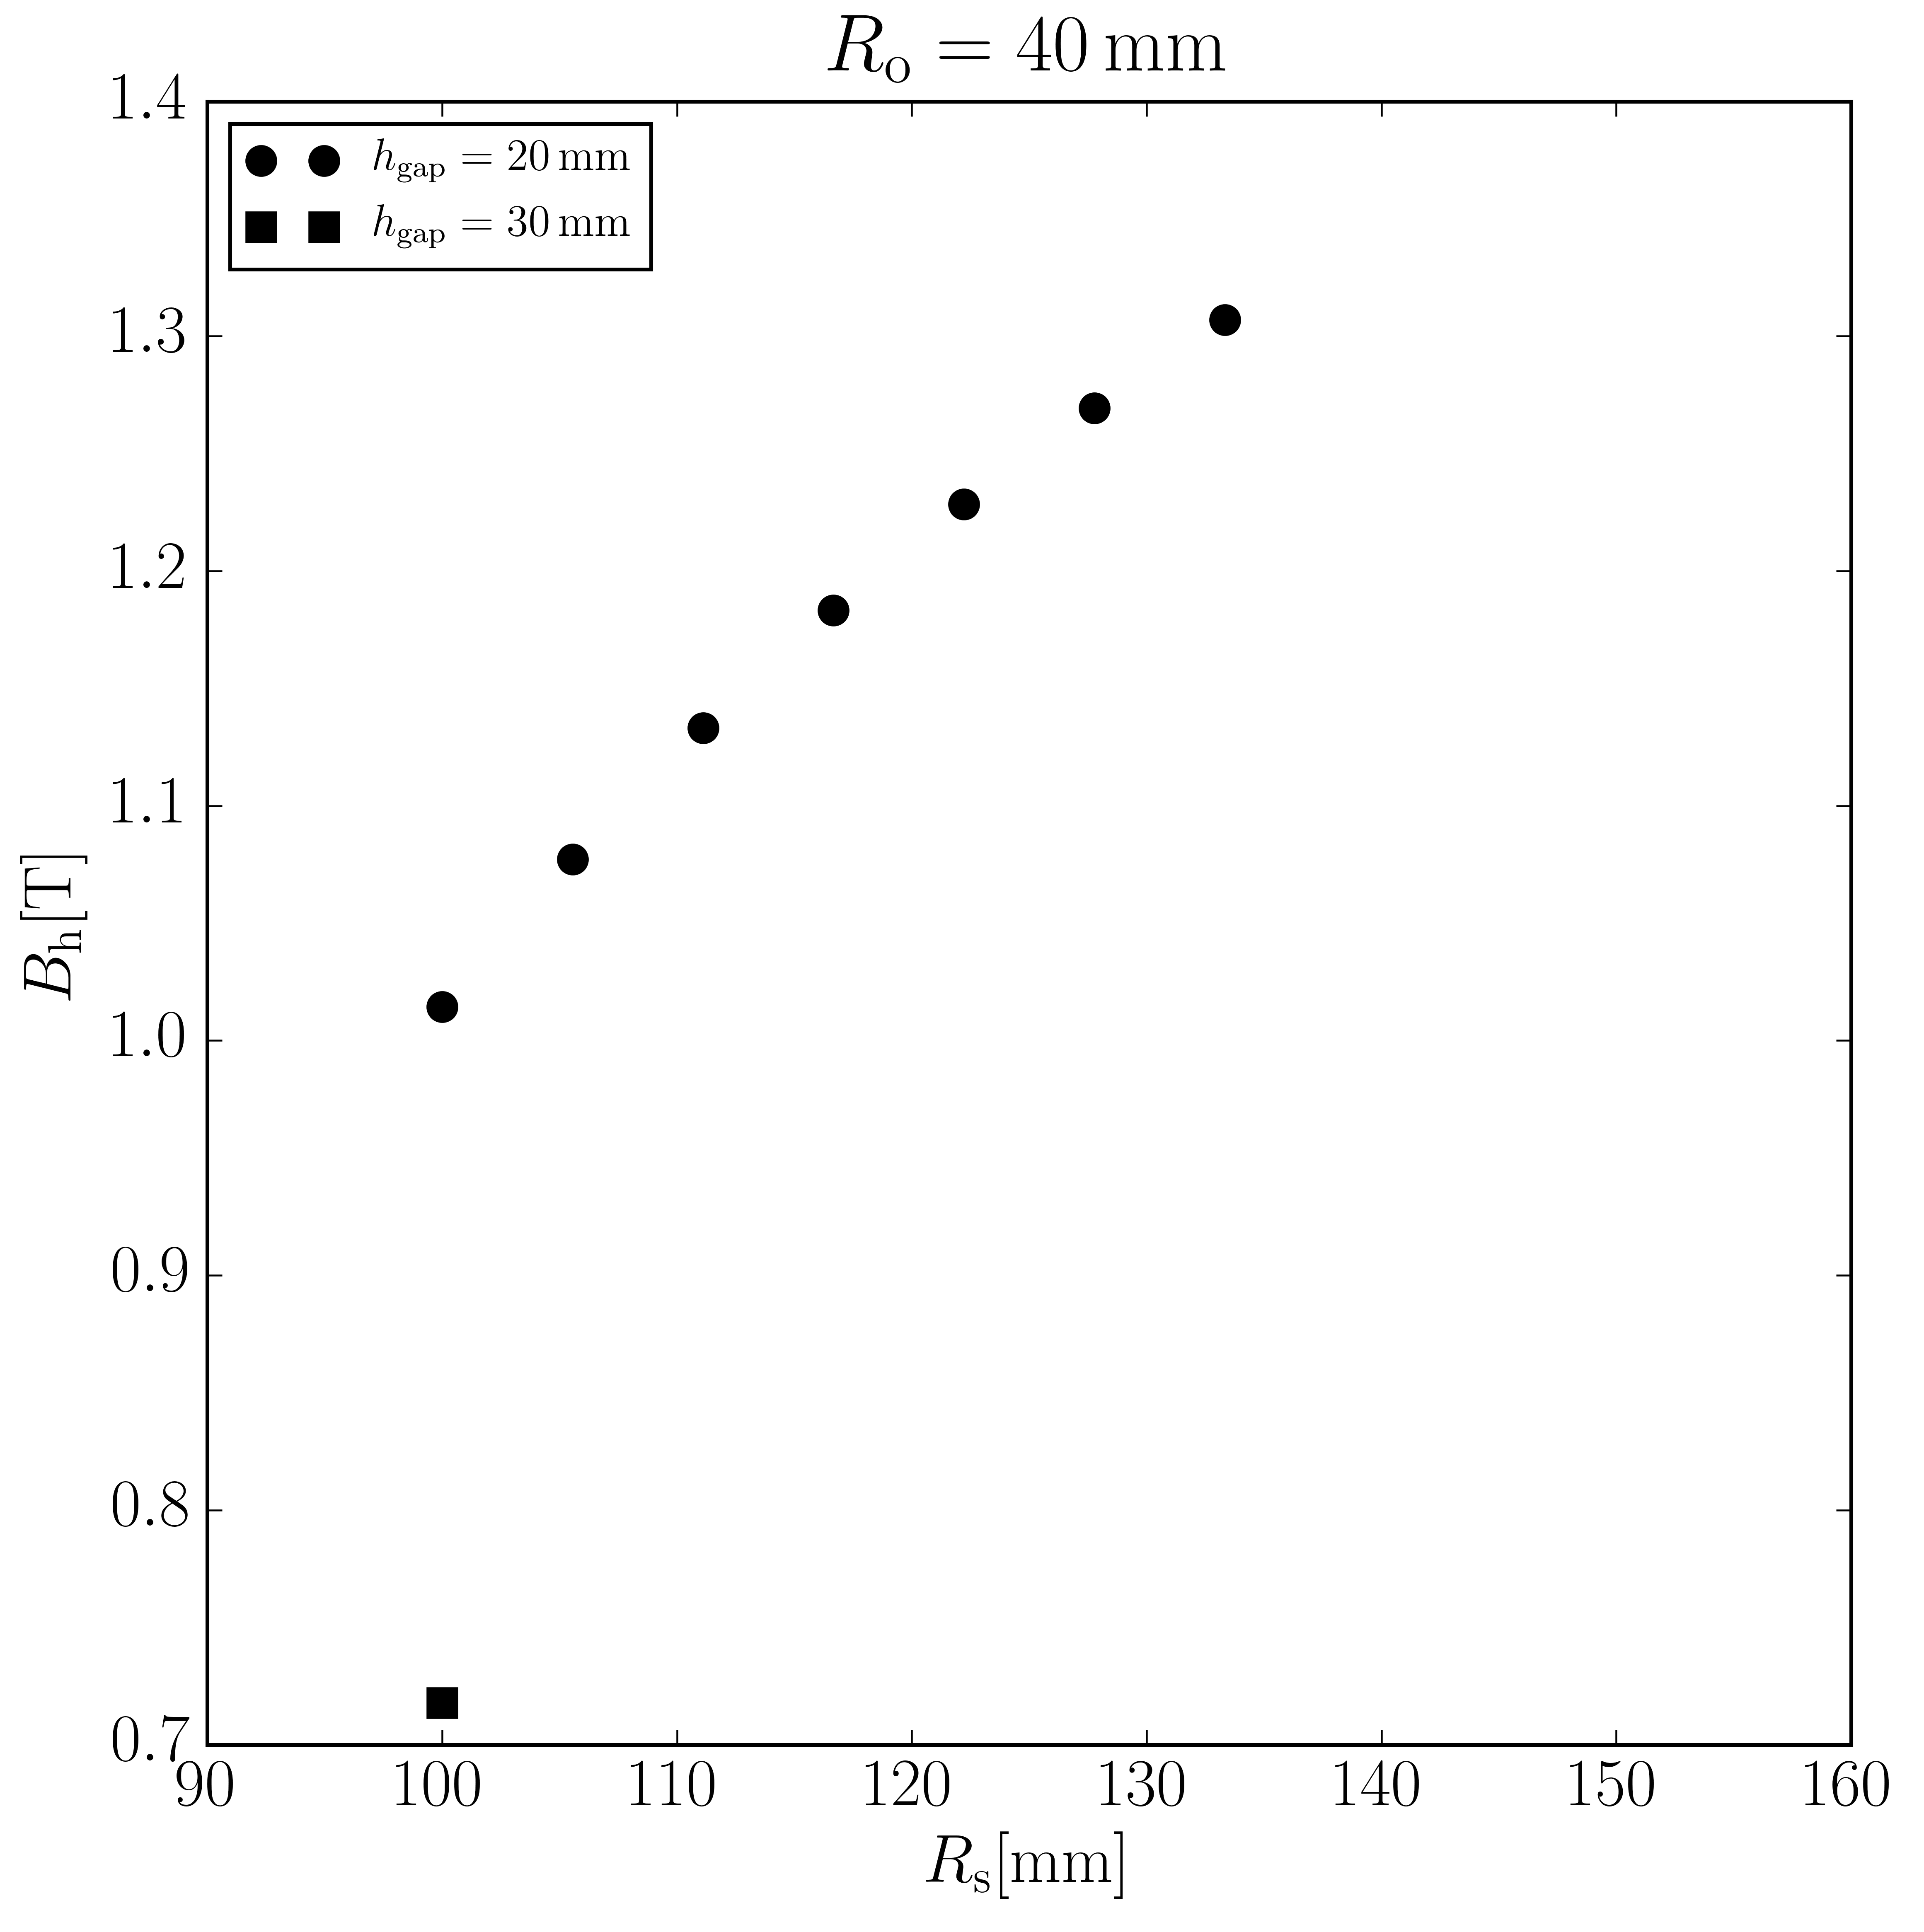 R_o = 40 mm
h_gap = 20 mm
h_gap = 30 mm
1.4
1.3
1.2
1.1
1.0
0.9
0.8
0.7
B_h[T]
90 100 110 120 130 140 150 160
R_s[mm]